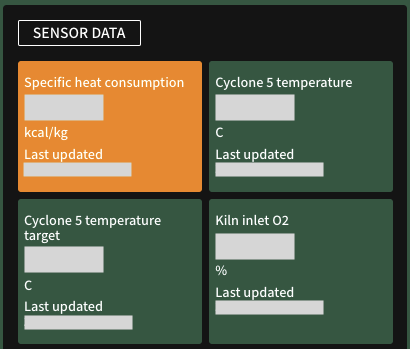 SENSOR DATA
Specific heat consumption
kcal/kg
Last updated
Cyclone 5 temperature
C
Last updated
Cyclone 5 temperature
target
C
Last updated
Kiln inlet O2
%
Last updated